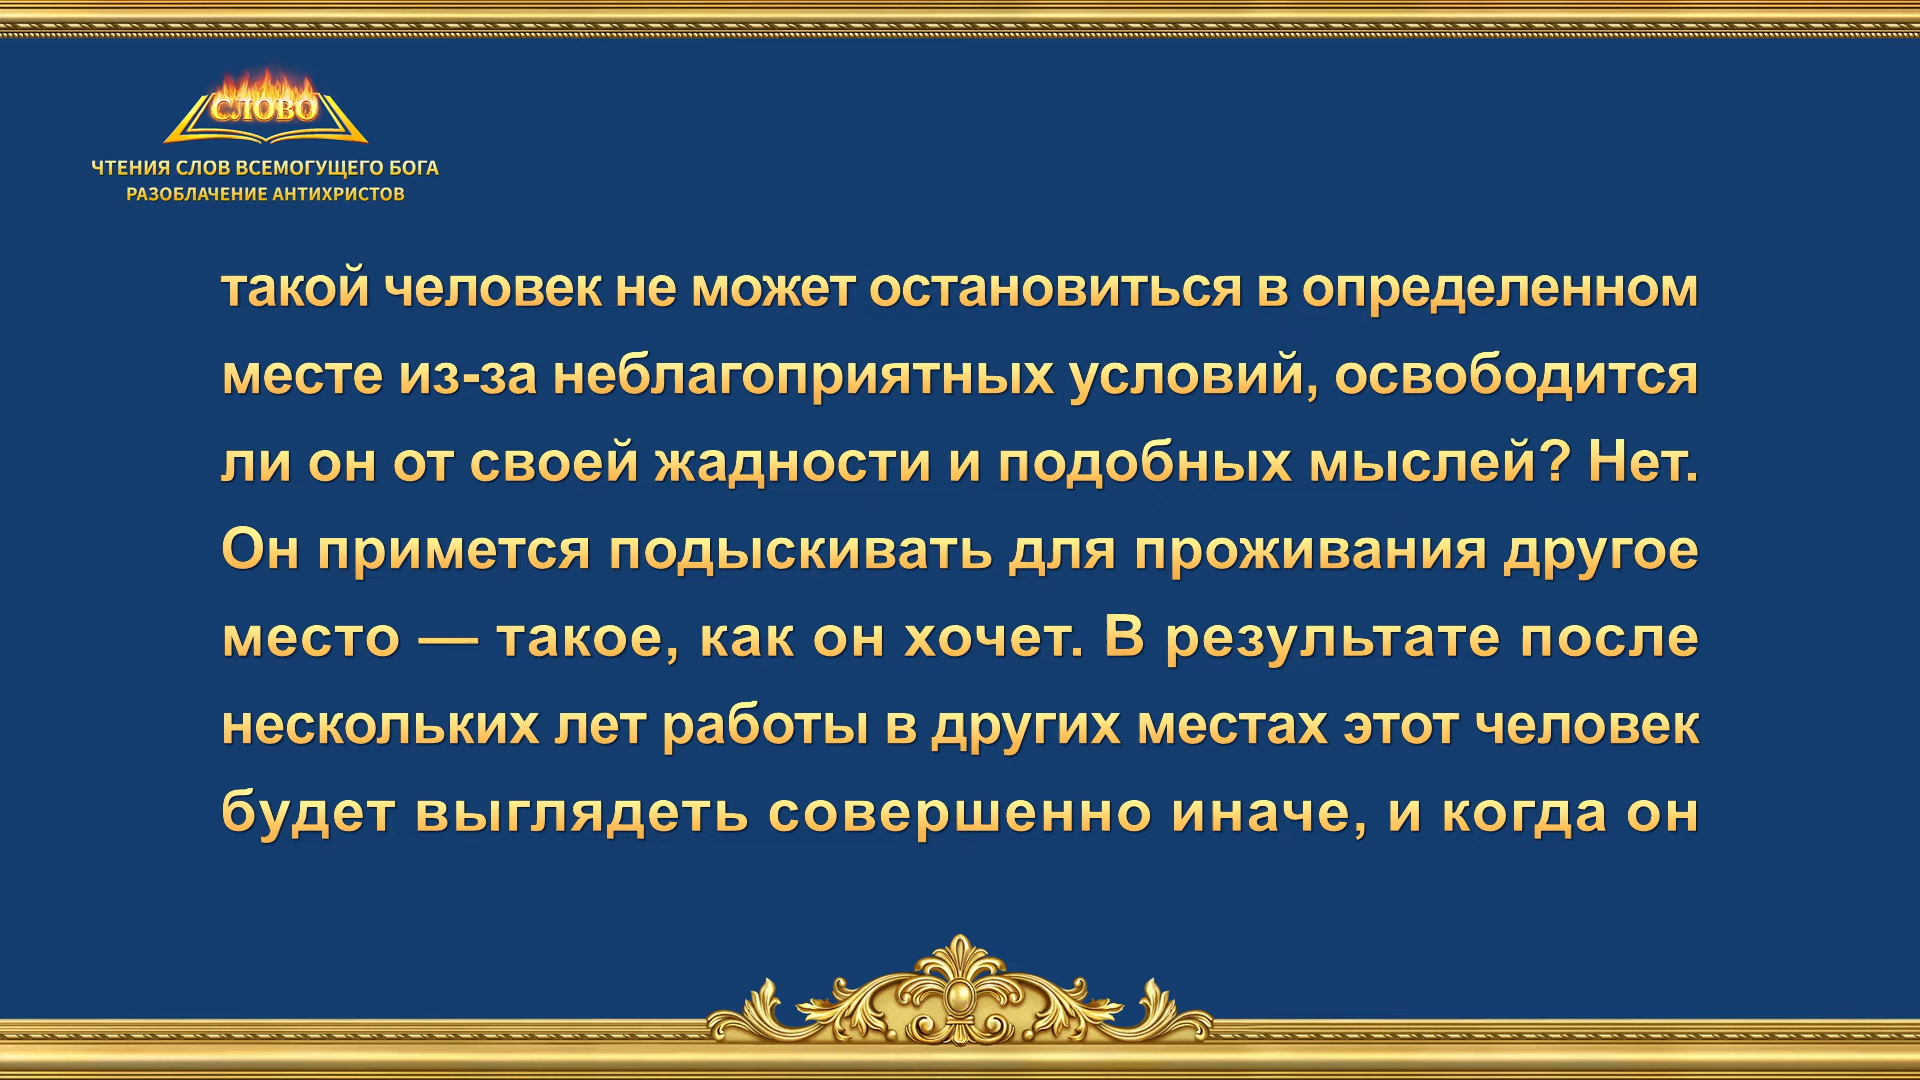 СЛОВО
ЧТЕНИЯ СЛОВ ВСЕМОГУЩЕГО БОГА
РАЗОБЛАЧЕНИЕ АНТИХРИСТОВ
такой человек не может остановиться в определенном
месте из-за неблагоприятных условий, освободится
ли он от своей жадности и подобных мыслей? Нет.
Он примется подыскивать для проживания другое
место — такое, как он хочет. В результате после
нескольких лет работы в других местах этот человек
будет выглядеть совершенно иначе, и когда он